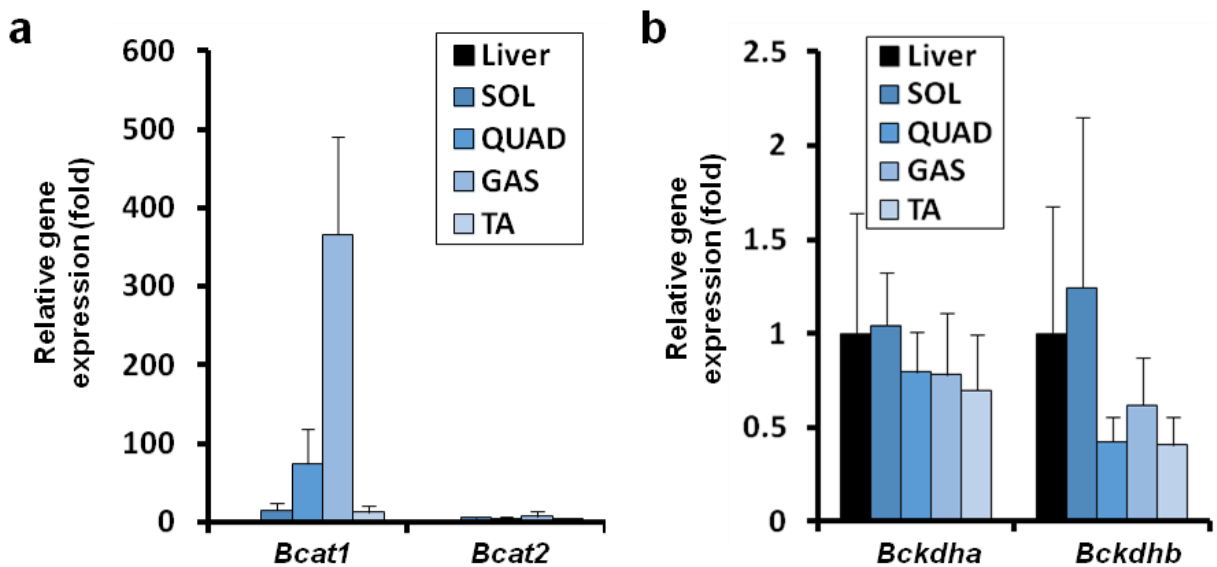 a
Relative gene
expression (fold)
600
500
400
300
200
100
0
Liver
SOL
QUAD
GAS
TA
Bcat1
Bcat2
b
Relative gene
expression (fold)
2.5
2
1.5
1
0.5
0
Liver
SOL
QUAD
GAS
TA
Bckdha
Bckdhb